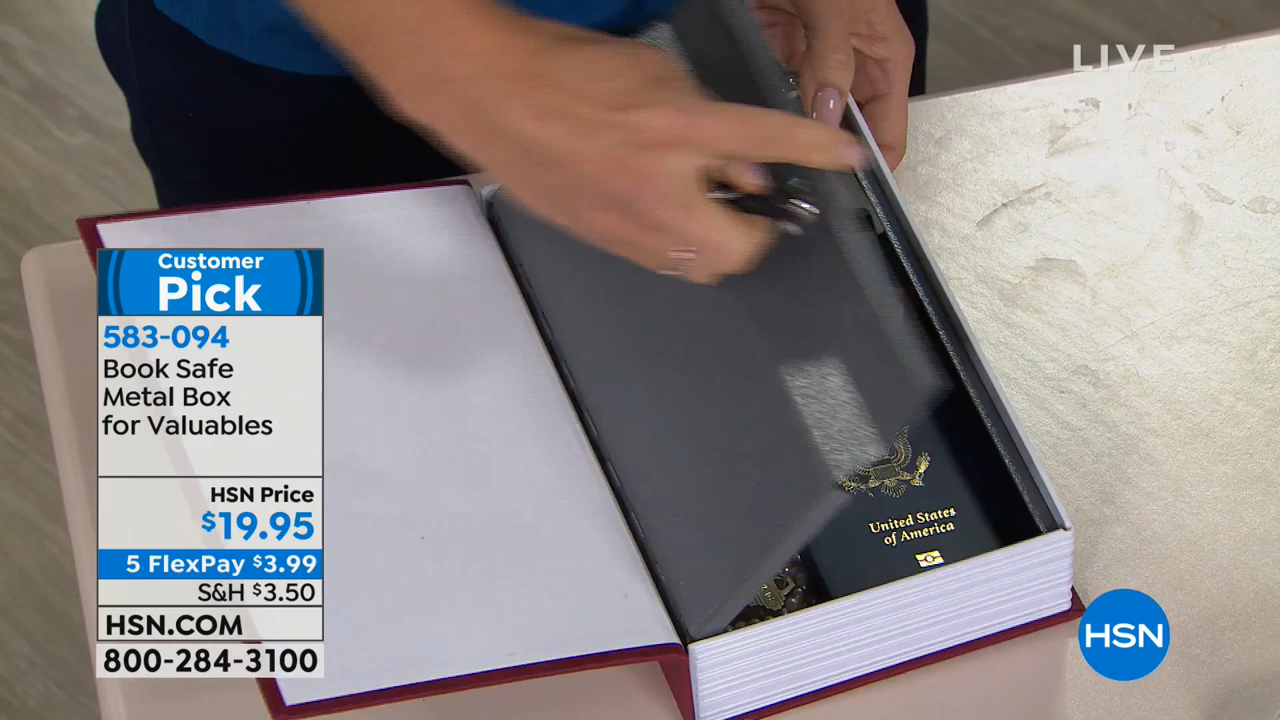 LIVE
Customer
Pick
583-094
Book Safe
Metal Box
for Valuables
HSN Price
$19.95
5 FlexPay $3.99
S&H $3.50
HSN.COM
800-284-3100
United States
of America
HSN